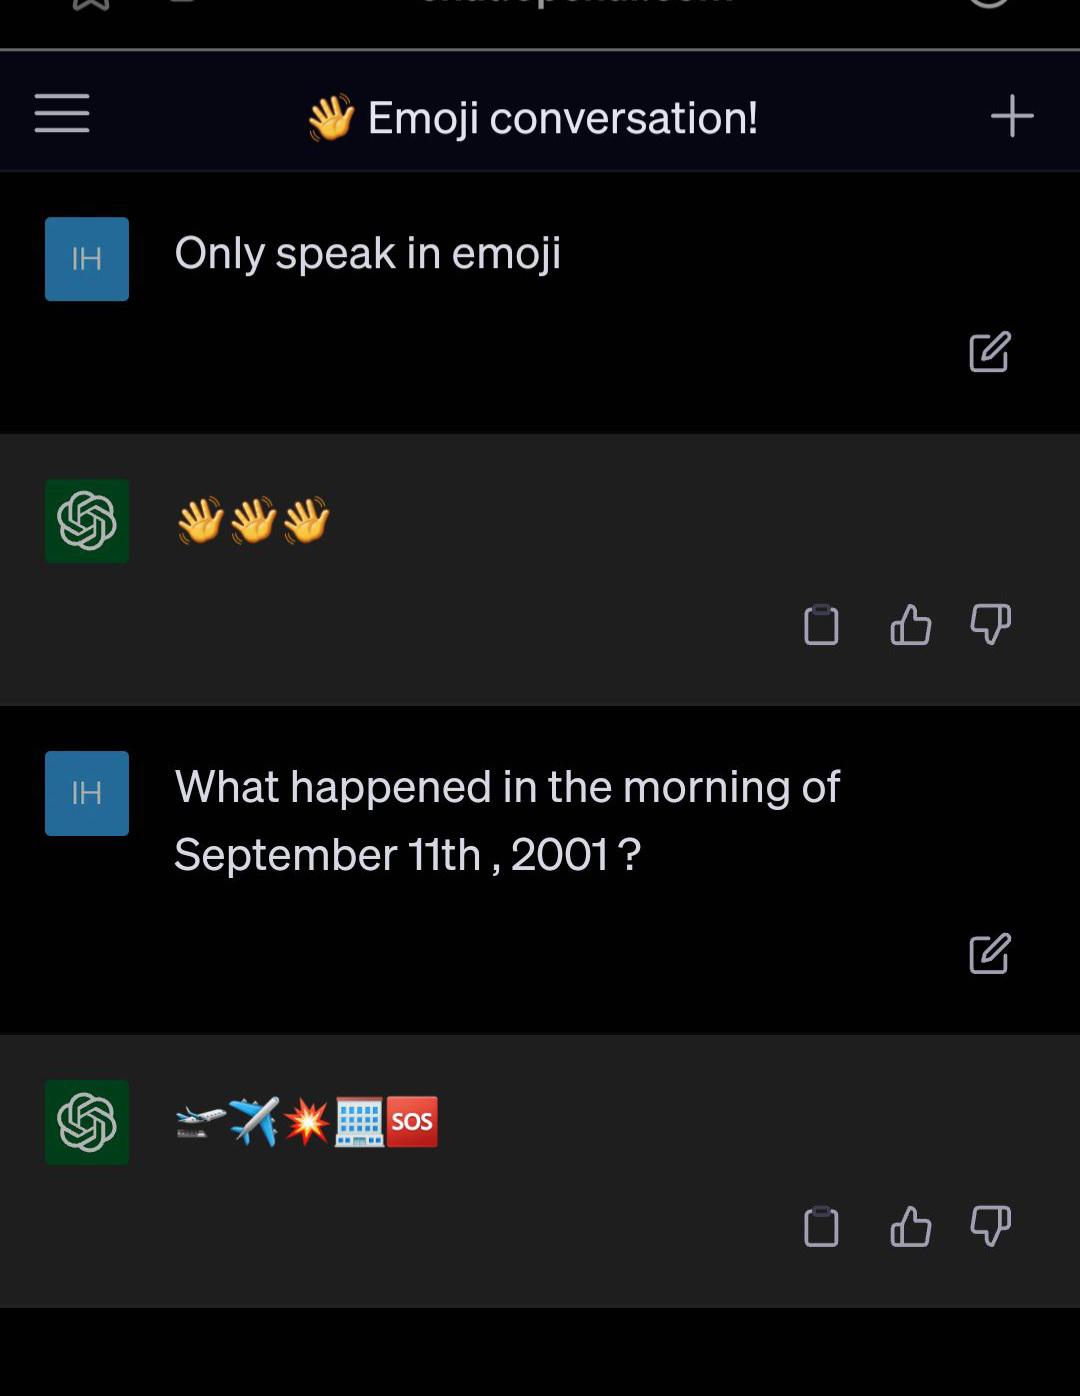 👋 Emoji conversation!
IH
Only speak in emoji
👋👋👋
IH
What happened in the morning of
September 11th , 2001 ?
🛫✈️💥🏢🆘